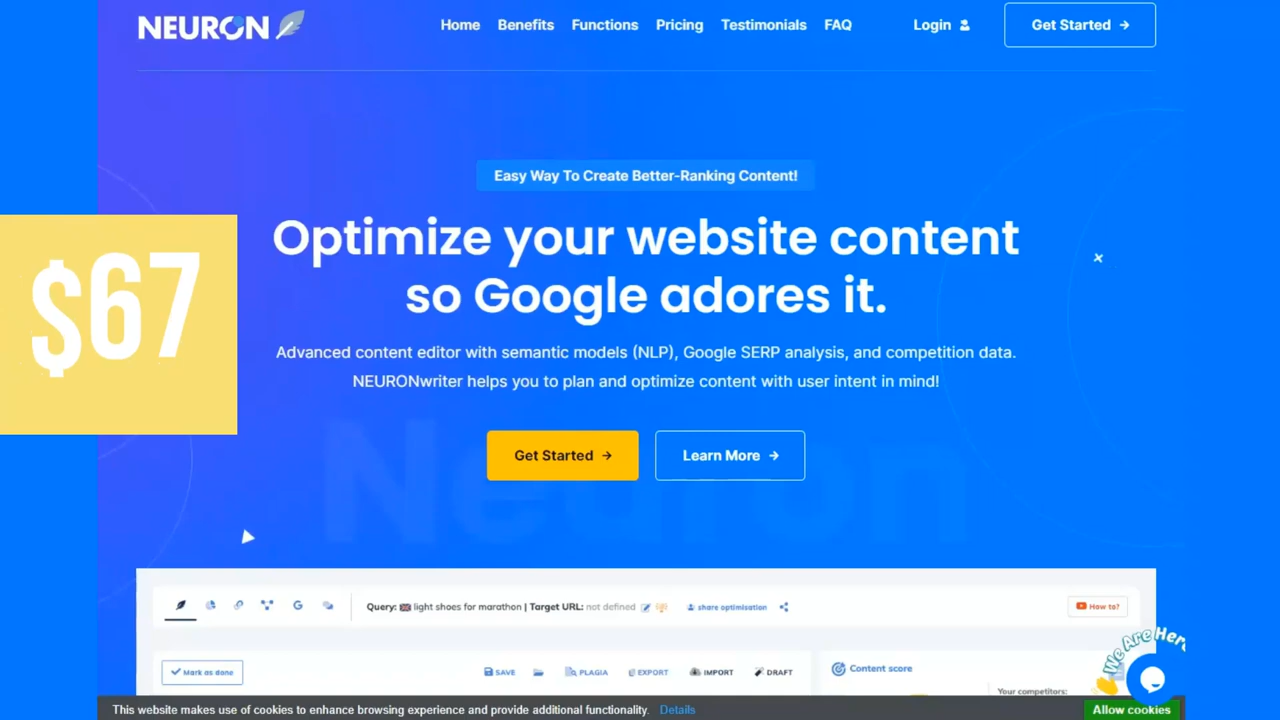 NEURON
Home Benefits Functions Pricing Testimonials FAQ Login Get Started
Easy Way To Create Better-Ranking Content!
Optimize your website content
so Google adores it.
$67
Advanced content editor with semantic models (NLP), Google SERP analysis, and competition data.
NEURONwriter helps you to plan and optimize content with user intent in mind!
Get Started Learn More
Neuron
Query: light shoes for marathon | Target URL: not defined share optimisation How to?
We Are Here
Mark as done SAVE PLAGIA EXPORT IMPORT DRAFT Content score
Your competitors:
This website makes use of cookies to enhance browsing experience and provide additional functionality. Details Allow cookies